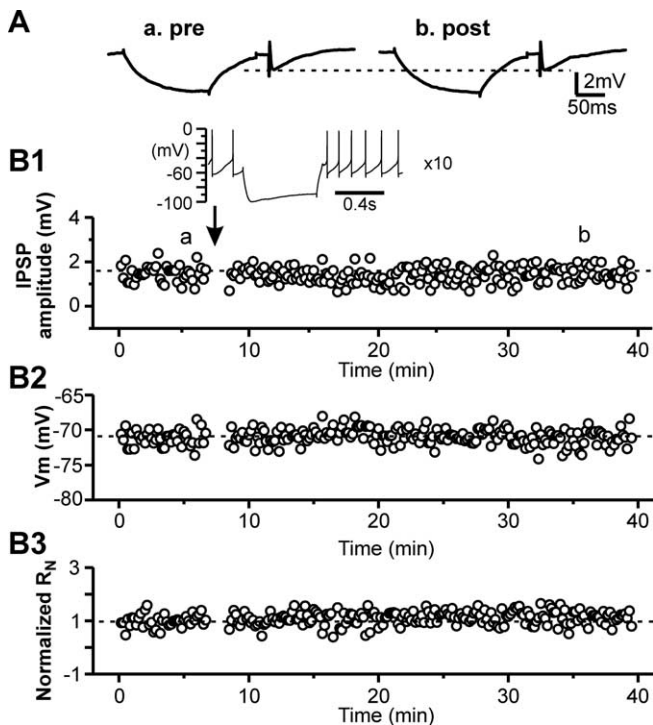 A
a. pre
b. post
2mV
50ms
B1
0
(mV)
-60
-100
x10
0.4s
IPSP
amplitude (mV)
4
2
0
a
b
0
10
20
30
40
Time (min)
B2
Vm (mV)
-65
-70
-75
-80
0
10
20
30
40
Time (min)
B3
Normalized RN
3
1
-1
0
10
20
30
40
Time (min)